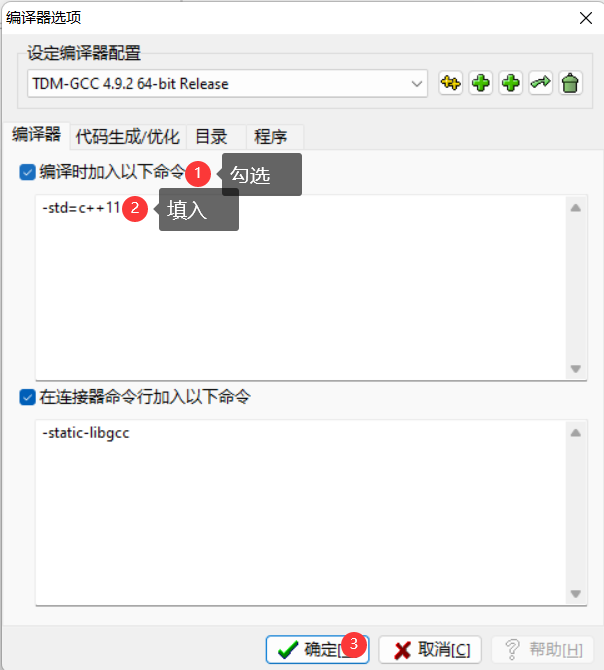 编译器选项
设定编译器配置
TDM-GCC 4.9.2 64-bit Release
编译器 代码生成/优化 目录 程序
编译时加入以下命令 1 勾选
-std=c++11 2 填入
在连接器命令行加入以下命令
-static-libgcc
确定[ 3 取消[C] ? 帮助[H]